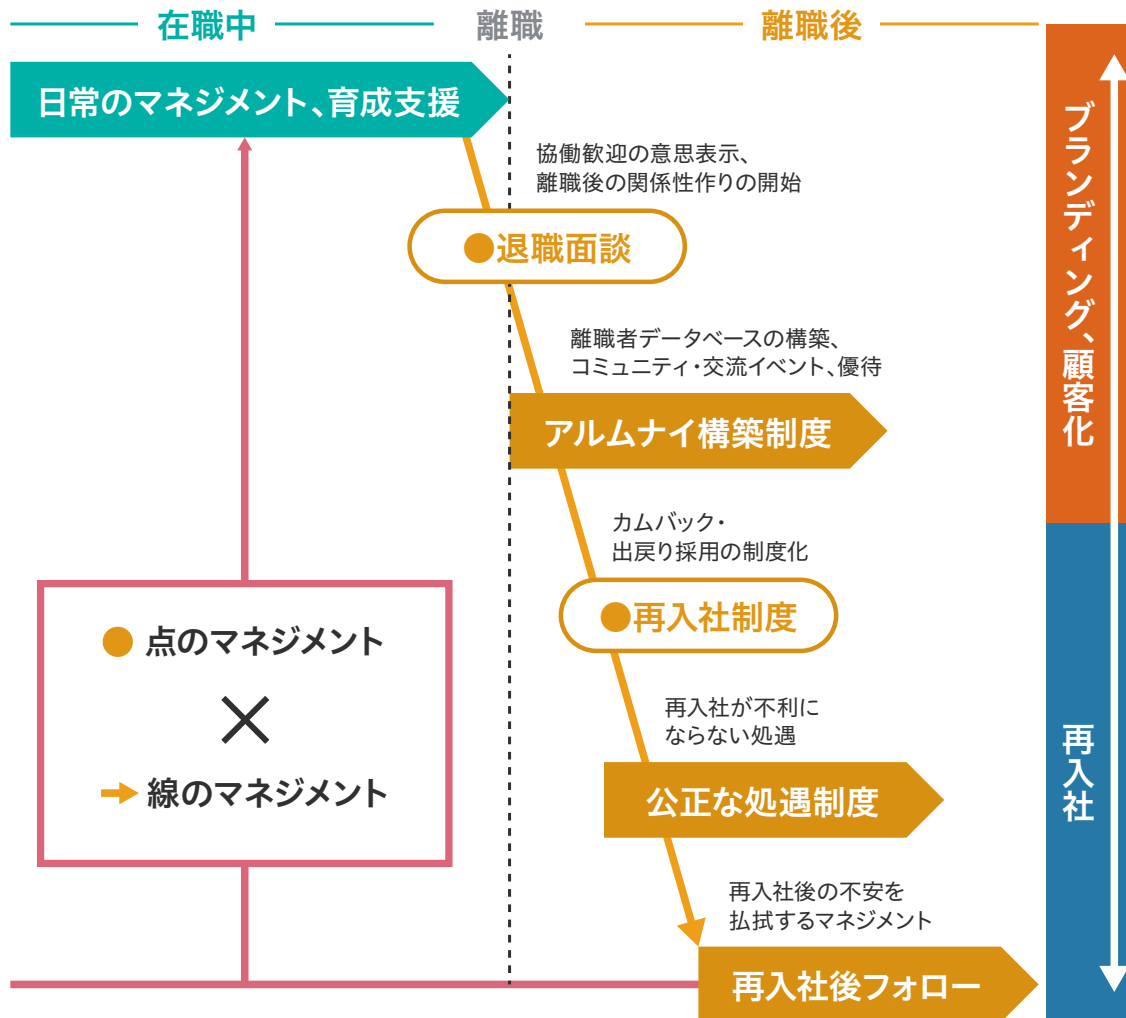 在職中
離職
離職後
日常のマネジメント、育成支援
協働歓迎の意思表示、
離職後の関係性作りの開始
●退職面談
離職者データベースの構築、
コミュニティ・交流イベント、優待
アルムナイ構築制度
カムバック・
出戻り採用の制度化
●再入社制度
● 点のマネジメント
×
→ 線のマネジメント
再入社が不利に
ならない処遇
公正な処遇制度
再入社後の不安を
払拭するマネジメント
再入社後フォロー
ブランディング、顧客化
再入社